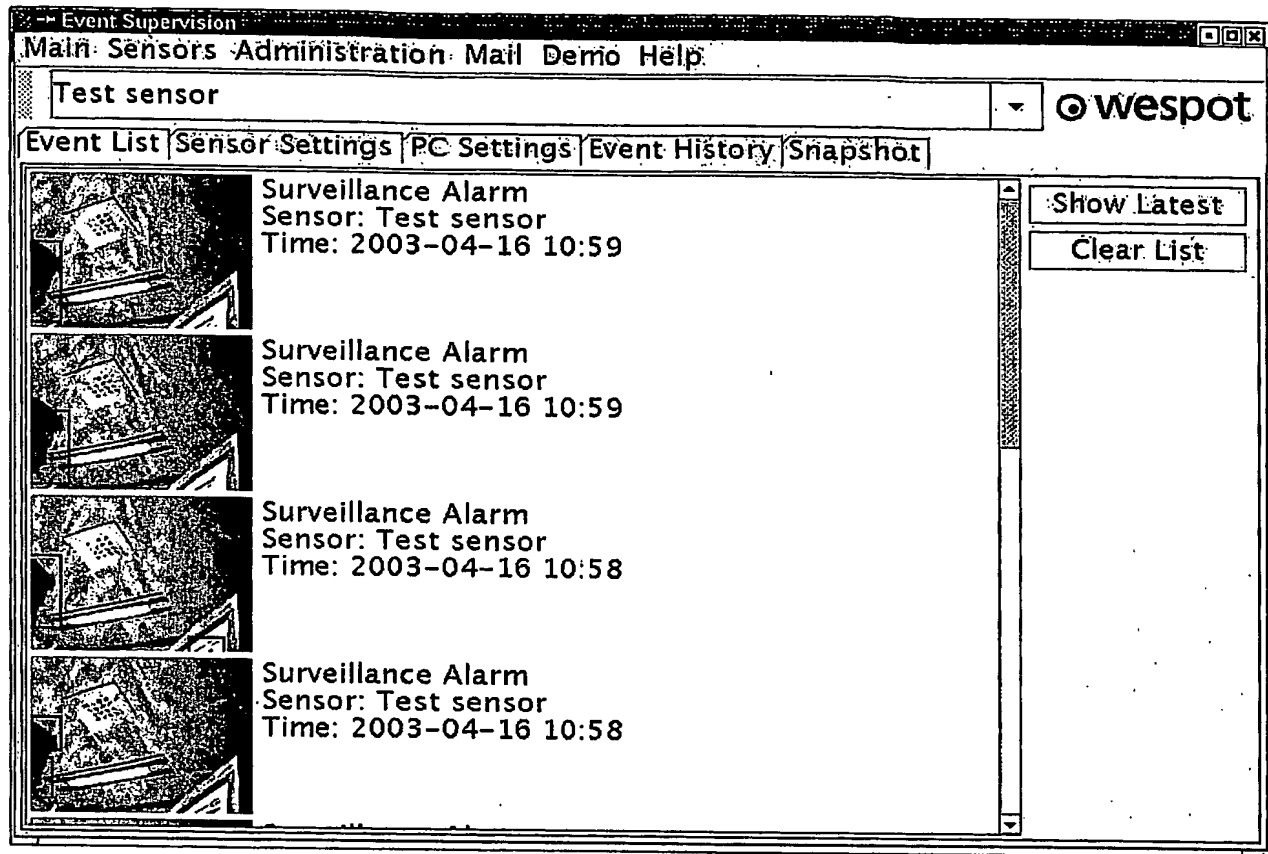 Event Supervision
Main Sensors Administration Mail Demo Help
Test sensor
wespot
Event List Sensor Settings PC Settings Event History Snapshot
Surveillance Alarm
Sensor: Test sensor
Time: 2003-04-16 10:59
Show Latest
Clear List
Surveillance Alarm
Sensor: Test sensor
Time: 2003-04-16 10:59
Surveillance Alarm
Sensor: Test sensor
Time: 2003-04-16 10:58
Surveillance Alarm
Sensor: Test sensor
Time: 2003-04-16 10:58